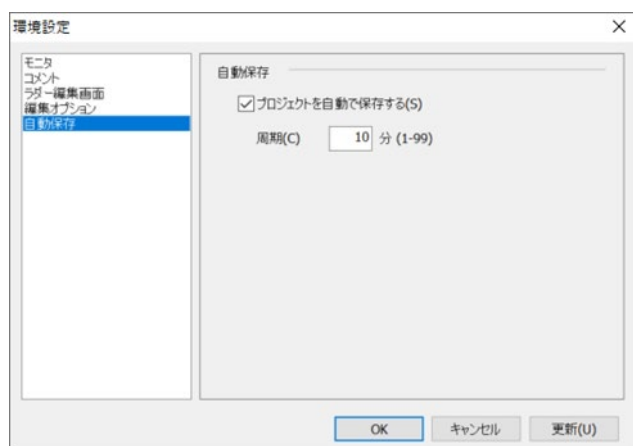 環境設定
モニタ
コメント
ラダー編集画面
編集オプション
自動保存
自動保存
プロジェクトを自動で保存する(S)
周期(C) 10 分 (1-99)
OK キャンセル 更新(U)